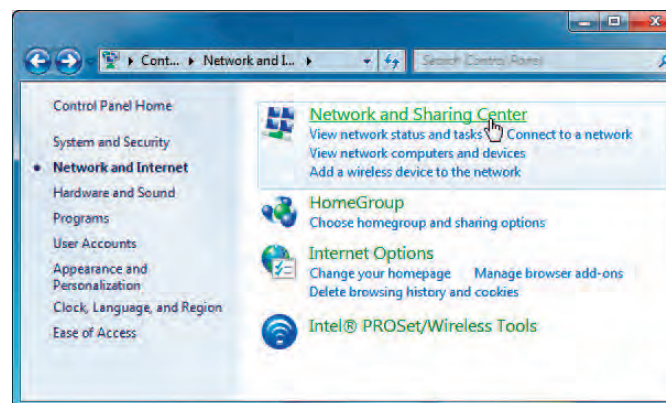 Cont... Network and I...
Search Control Panel
Control Panel Home
System and Security
Network and Internet
Hardware and Sound
Programs
User Accounts
Appearance and
Personalization
Clock, Language, and Region
Ease of Access
Network and Sharing Center
View network status and tasks Connect to a network
View network computers and devices
Add a wireless device to the network
HomeGroup
Choose homegroup and sharing options
Internet Options
Change your homepage Manage browser add-ons
Delete browsing history and cookies
Intel® PROSet/Wireless Tools